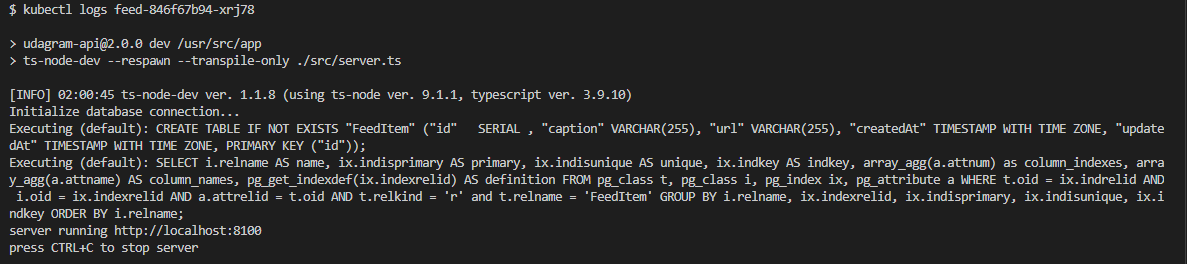 $ kubectl logs feed-846f67b94-xrj78
> udagram-api@2.0.0 dev /usr/src/app
> ts-node-dev --respawn --transpile-only ./src/server.ts
[INFO] 02:00:45 ts-node-dev ver. 1.1.8 (using ts-node ver. 9.1.1, typescript ver. 3.9.10)
Initialize database connection...
Executing (default): CREATE TABLE IF NOT EXISTS "FeedItem" ("id"   SERIAL , "caption" VARCHAR(255), "url" VARCHAR(255), "createdAt" TIMESTAMP WITH TIME ZONE, "update
dAt" TIMESTAMP WITH TIME ZONE, PRIMARY KEY ("id"));
Executing (default): SELECT i.relname AS name, ix.indisprimary AS primary, ix.indisunique AS unique, ix.indkey AS indkey, array_agg(a.attnum) as column_indexes, arra
y_agg(a.attname) AS column_names, pg_get_indexdef(ix.indexrelid) AS definition FROM pg_class t, pg_class i, pg_index ix, pg_attribute a WHERE t.oid = ix.indrelid AND
 i.oid = ix.indexrelid AND a.attrelid = t.oid AND t.relkind = 'r' and t.relname = 'FeedItem' GROUP BY i.relname, ix.indexrelid, ix.indisprimary, ix.indisunique, ix.i
ndkey ORDER BY i.relname;
server running http://localhost:8100
press CTRL+C to stop server